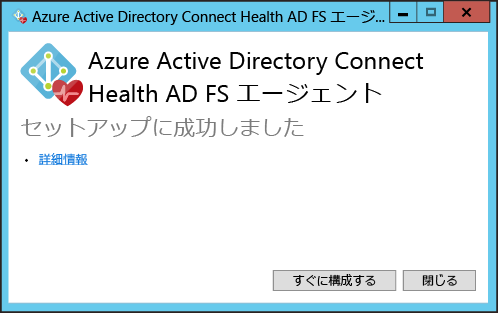 Azure Active Directory Connect Health AD FS エージ...
Azure Active Directory Connect
Health AD FS エージェント
セットアップに成功しました
• 詳細情報
すぐに構成する
閉じる